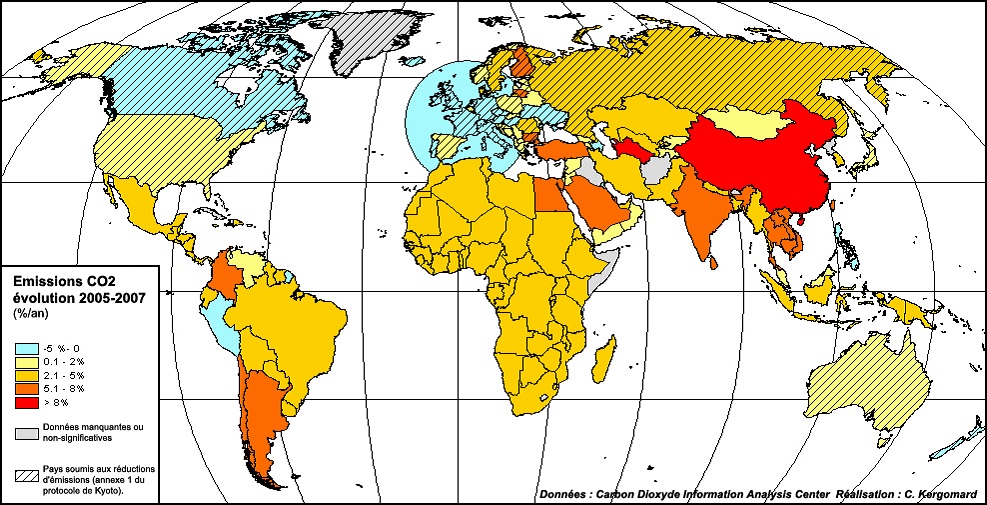 Emissions CO2
évolution 2005-2007
(%/an)
-5 %- 0
0.1 - 2%
2.1 - 5%
5.1 - 8%
> 8%
Données manquantes ou
non-significatives
Pays soumis aux réductions
d'émissions (annexe 1 du
protocole de Kyoto).
Données : Carbon Dioxyde Information Analysis Center Réalisation : C. Kergomard